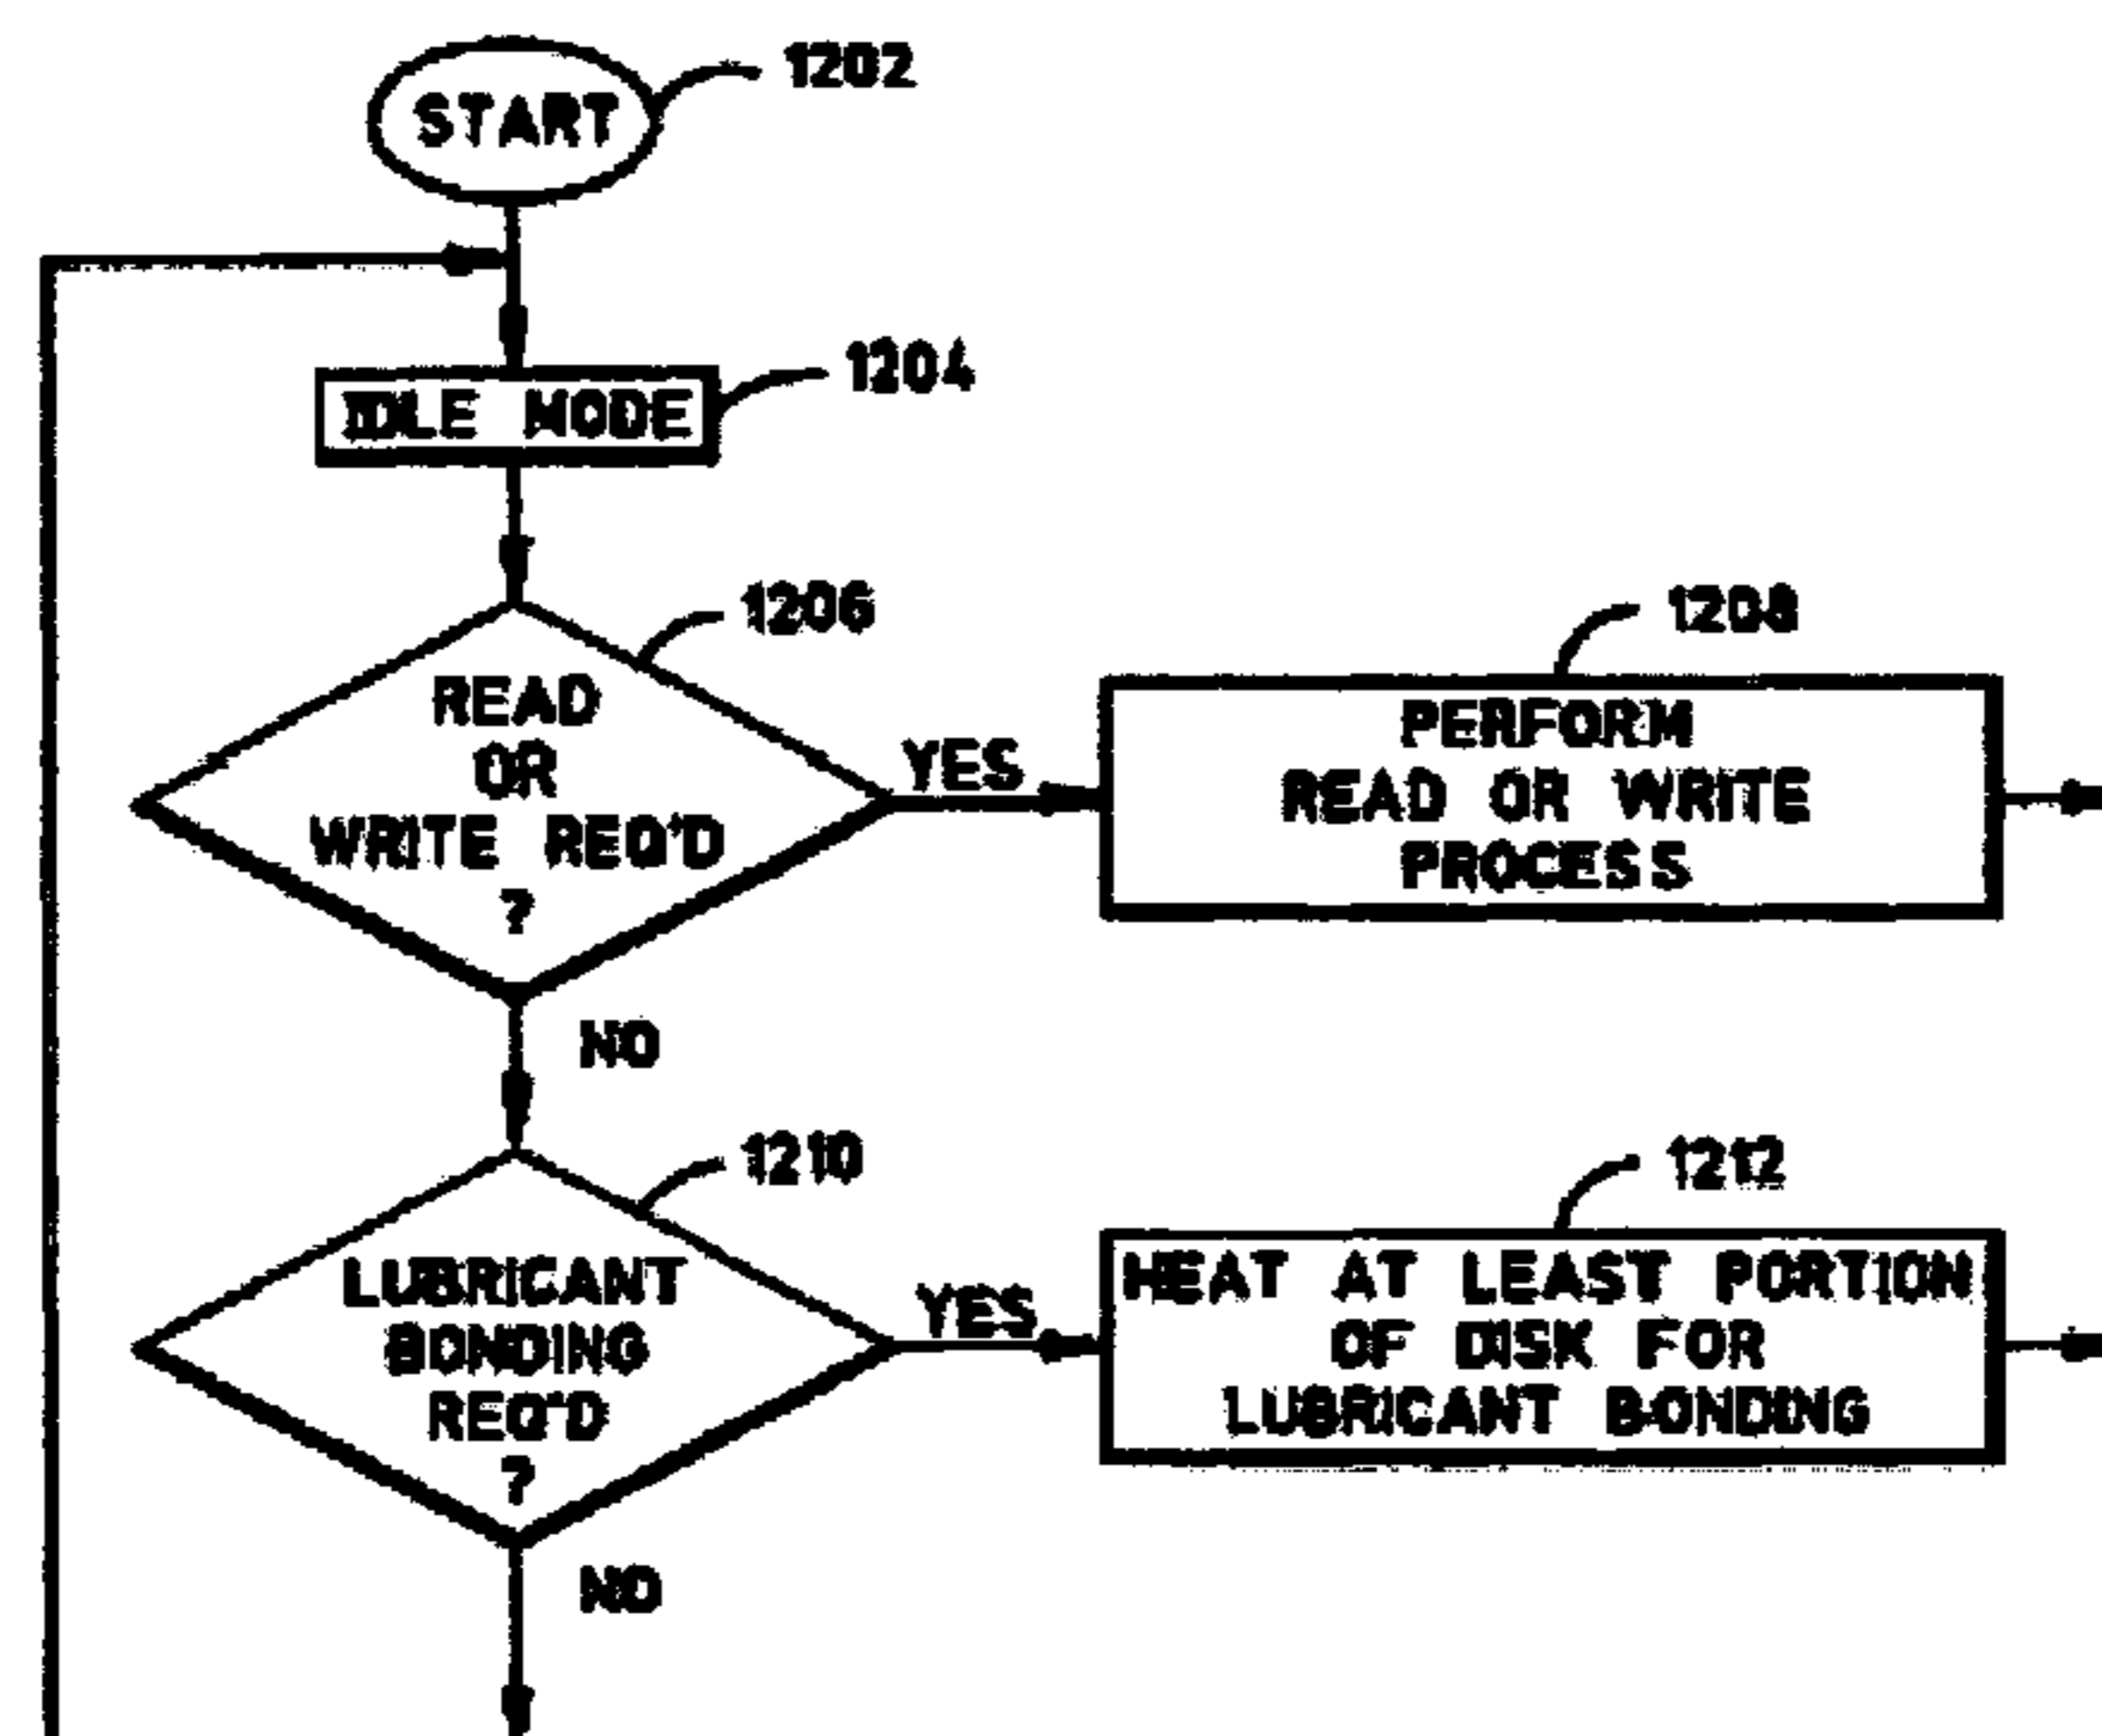 START
1202
1204
IDLE MODE
1206
READ
OR
WRITE REQ'D
?
YES
1208
PERFORM
READ OR WRITE
PROCESS
NO
1210
LUBRICANT
BONDING
REQ'D
?
YES
1212
HEAT AT LEAST PORTION
OF DISK FOR
LUBRICANT BONDING
NO